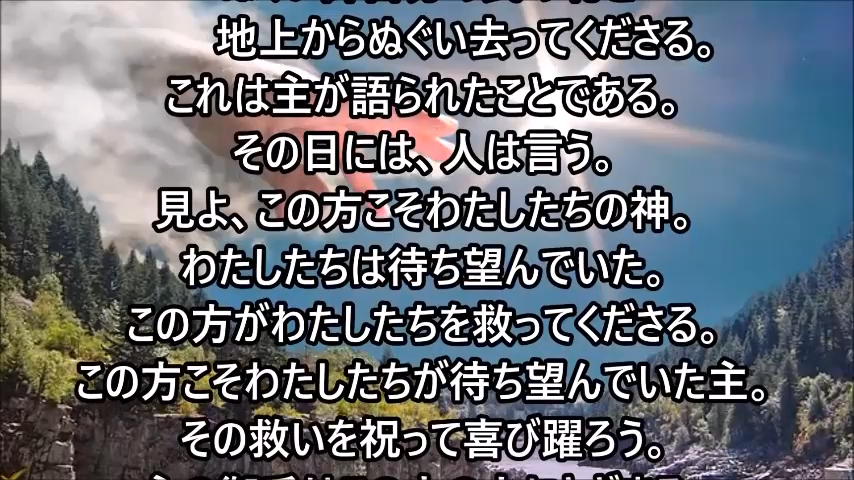 地上からぬぐい去ってくださる。
これは主が語られたことである。
その日には、人は言う。
見よ、この方こそわたしたちの神。
わたしたちは待ち望んでいた。
この方がわたしたちを救ってくださる。
この方こそわたしたちが待ち望んでいた主。
その救いを祝って喜び躍ろう。